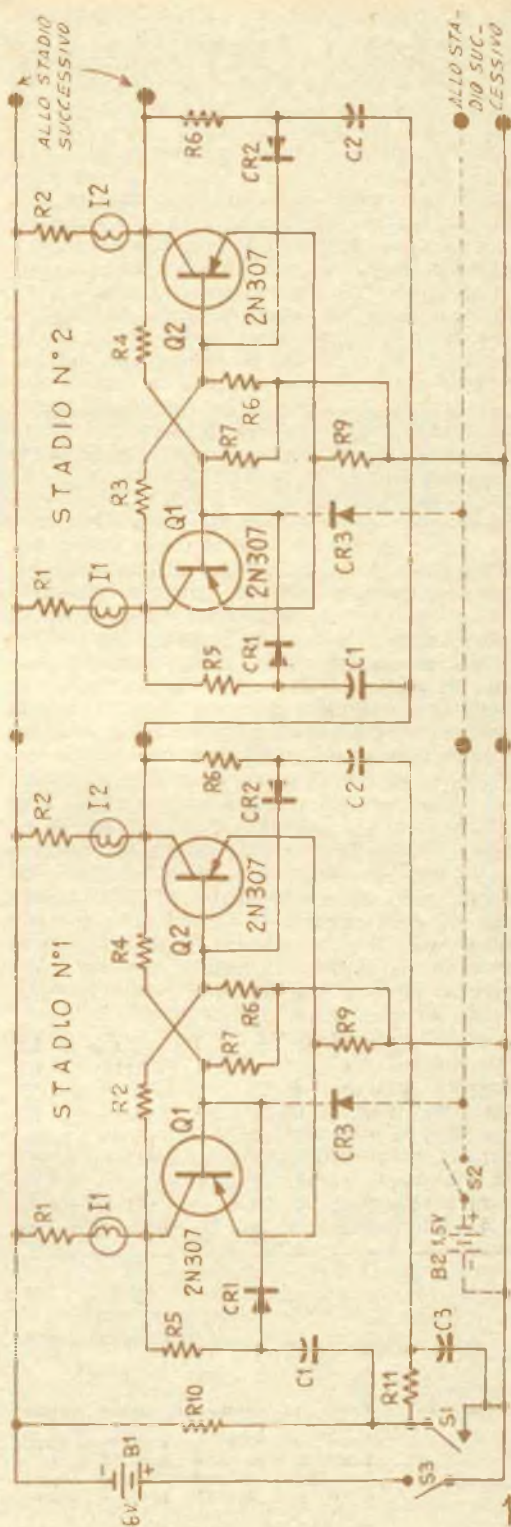 6V
B1
R10
S3
STADIO N°1
R1
I1
R2
I2
R2
R4
Q1
Q2
2N307
2N307
R5
CR1
R7
R6
R6
CR2
C1
CR3
R9
C2
R11
S1
C3
B2 1,5V
S2
STADIO N°2
R1
I1
R2
I2
R3
R4
Q1
Q2
2N307
2N307
R5
CR1
R7
R6
R6
CR2
C1
CR3
R9
C2
ALLO STADIO
SUCCESSIVO
ALLO STA-
DIO SUC-
CESSIVO
- +
- +